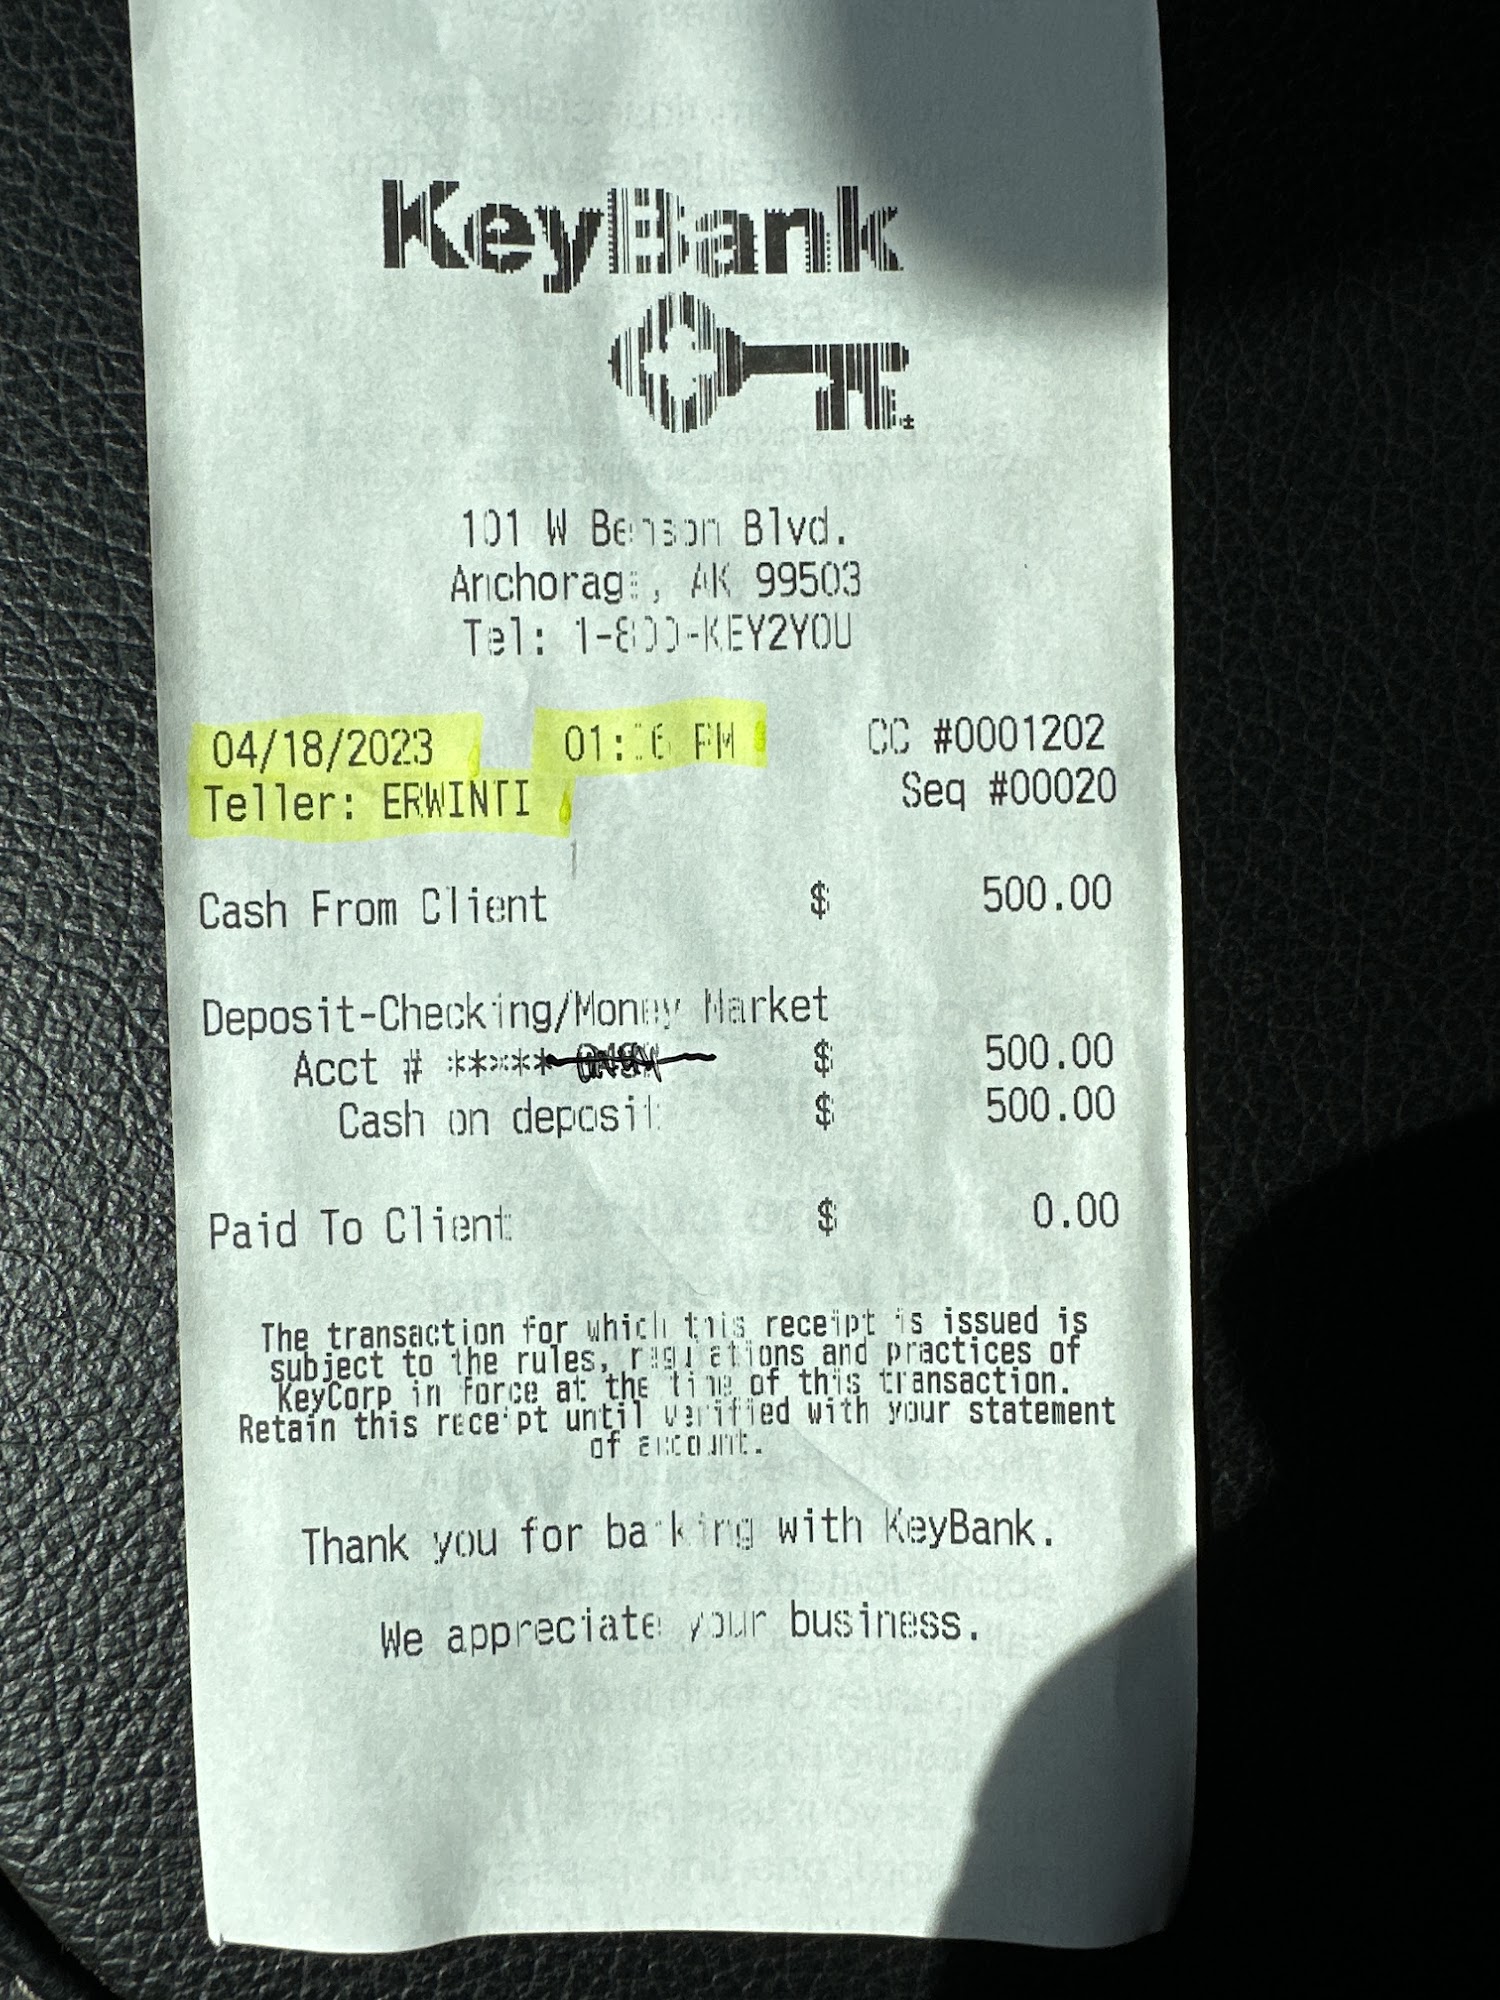 KeyBank
101 W Benson Blvd.
Anchorage, AK 99503
Tel: 1-800-KEY2YOU
04/18/2023 PM CC #0001202
Teller: ERWINTI Seq #00020
Cash From Client $ 500.00
Deposit-Checking/Money Market
Acct # ***** $ 500.00
Cash on deposit $ 500.00
Paid To Client $ 0.00
The transaction for which this receipt is issued is
subject to the rules, regulations and practices of
KeyCorp in force at the time of this transaction.
Retain this receipt until verified with your statement
of account.
Thank you for banking with KeyBank.
We appreciate your business.